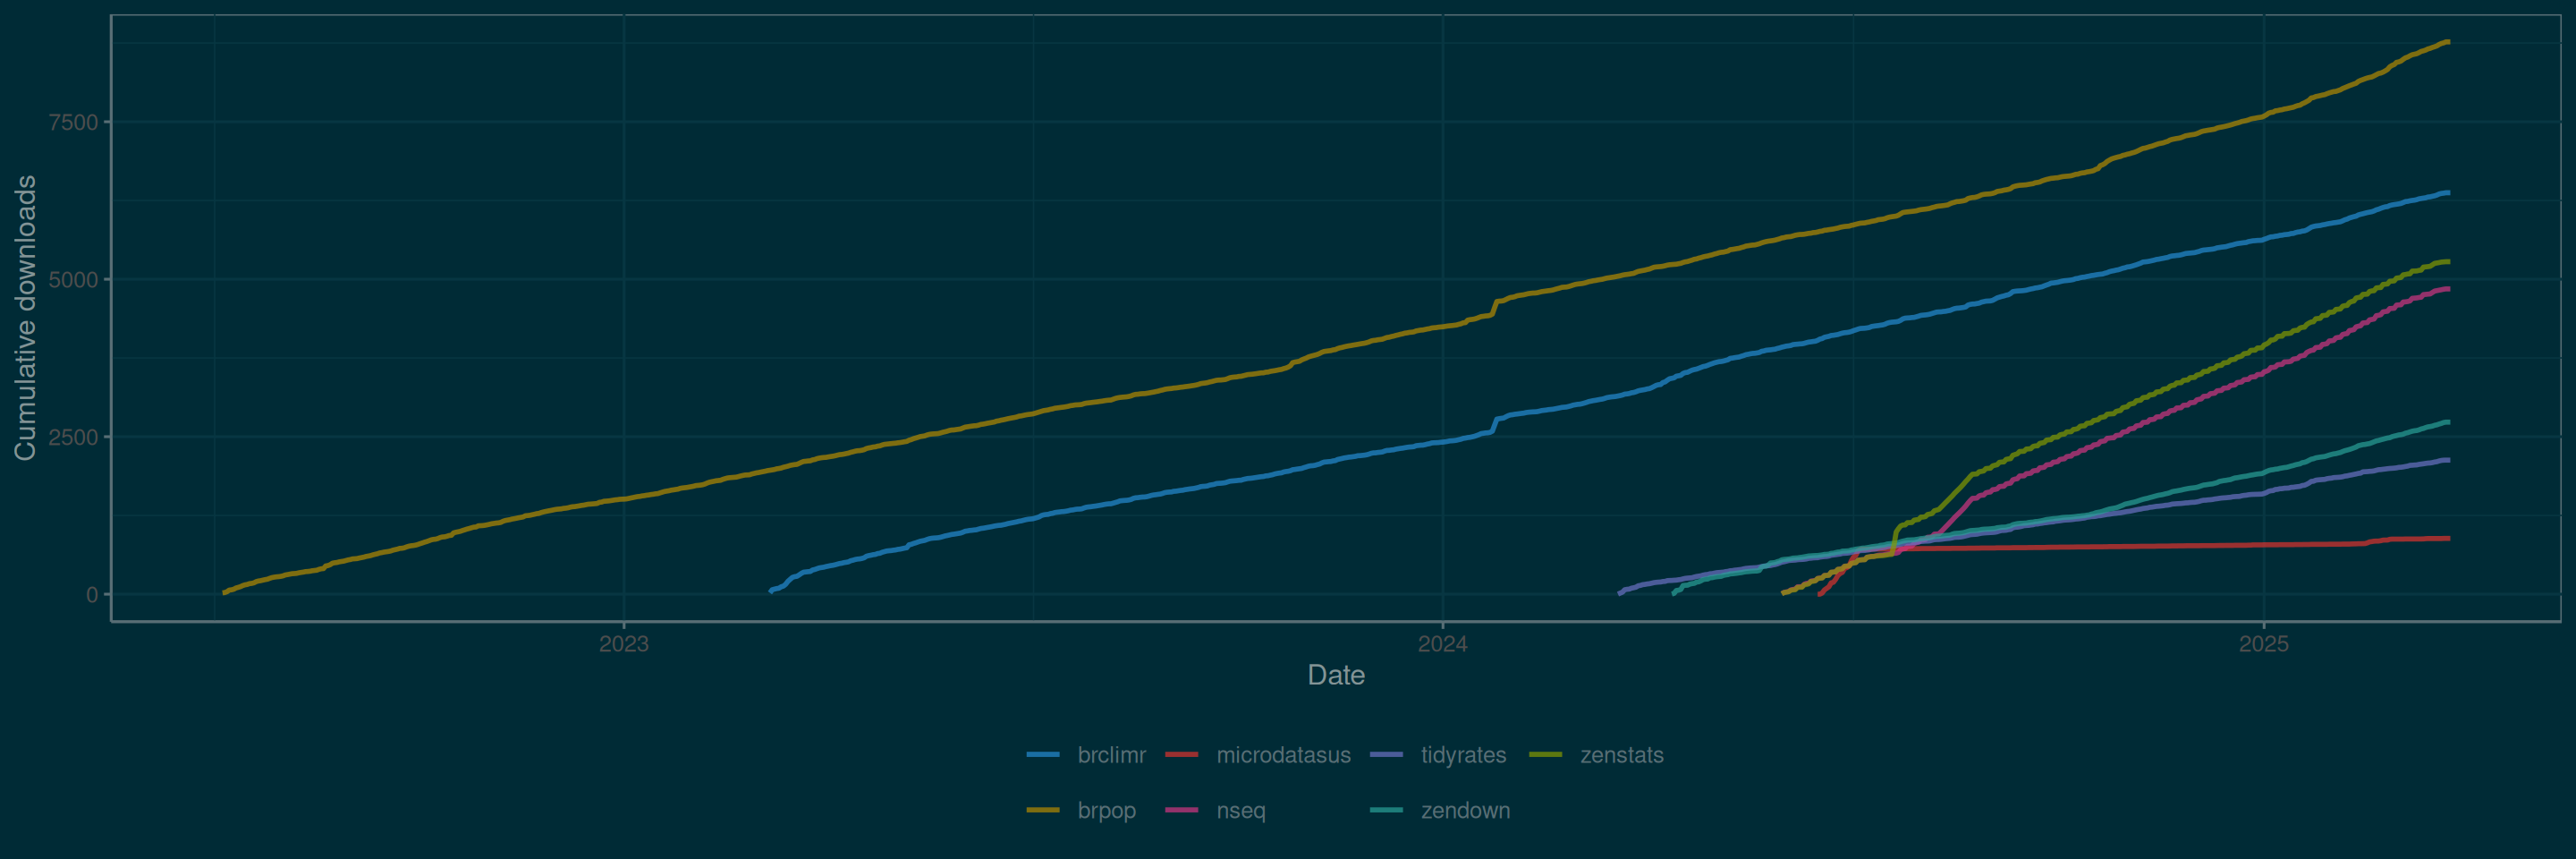 Cumulative downloads
7500
5000
2500
0
2023 2024 2025
Date
brclimr microdatasus tidyrates zenstats
brpop nseq zendown